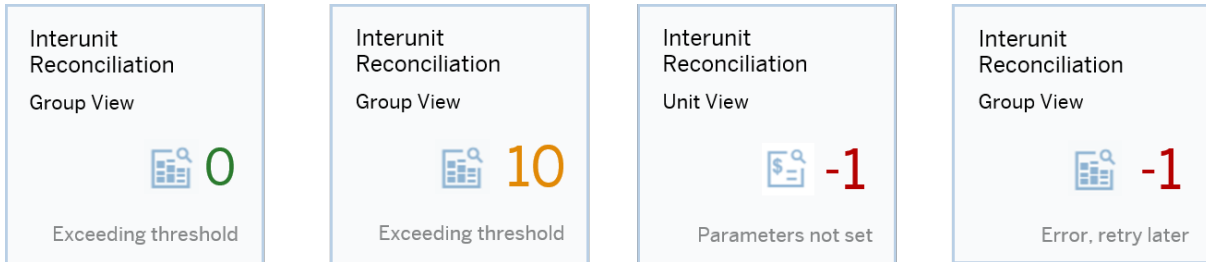 Interunit
Reconciliation
Group View
0
Exceeding threshold
Interunit
Reconciliation
Group View
10
Exceeding threshold
Interunit
Reconciliation
Unit View
$
-1
Parameters not set
Interunit
Reconciliation
Group View
-1
Error, retry later